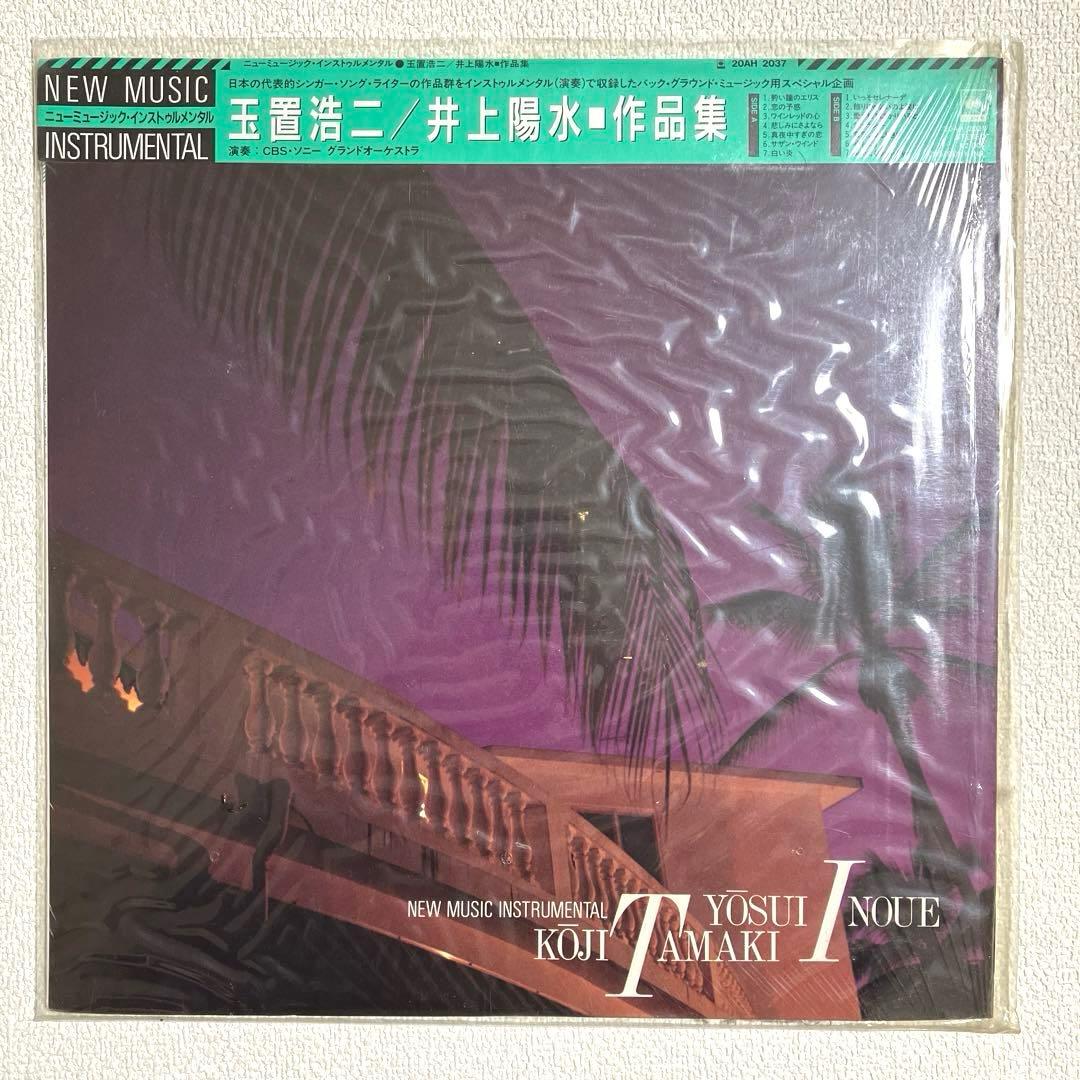 ニューミュージック・インストゥルメンタル●玉置浩二/井上陽水■作品集
20AH 2037
NEW MUSIC
ニューミュージック・インストゥルメンタル
INSTRUMENTAL
日本の代表的シンガー・ソング・ライターの作品群をインストゥルメンタル(演奏)で収録したバック・グラウンド・ミュージック用スペシャル企画
玉置浩二/井上陽水■作品集
演奏:CBS・ソニー グランドオーケストラ
SIDE A
1. 碧い瞳のエリス
2. 恋の予感
3. ワインレッドの心
4. 悲しみにさよなら
5. 真夜中すぎの恋
6. サザン・ウインド
7. 白い炎
SIDE B
1. いっそセレナーデ
NEW MUSIC INSTRUMENTAL
YŌSUI INOUE
KŌJI TAMAKI